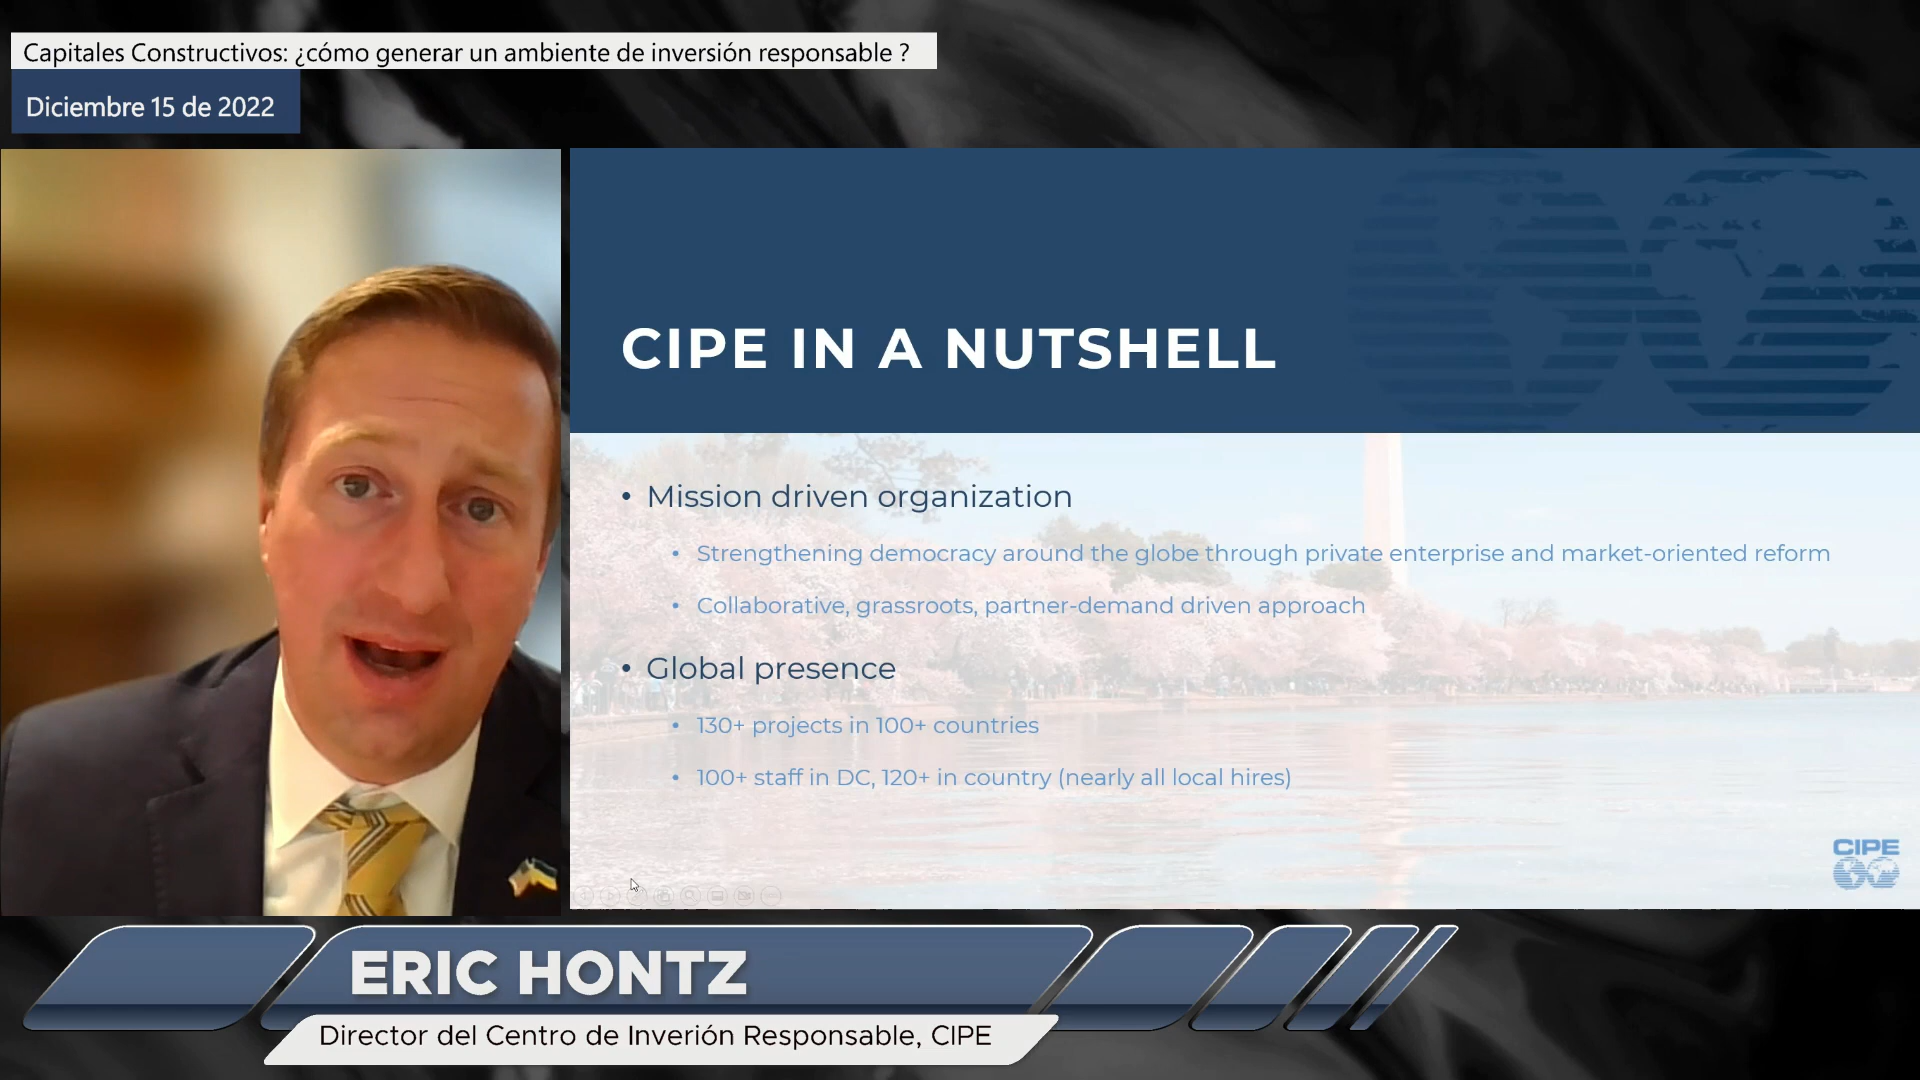 Capitales Constructivos: ¿cómo generar un ambiente de inversión responsable ?
Diciembre 15 de 2022
CIPE IN A NUTSHELL
• Mission driven organization
• Strengthening democracy around the globe through private enterprise and market-oriented reform
• Collaborative, grassroots, partner-demand driven approach
• Global presence
• 130+ projects in 100+ countries
• 100+ staff in DC, 120+ in country (nearly all local hires)
CIPE
ERIC HONTZ
Director del Centro de Inverión Responsable, CIPE